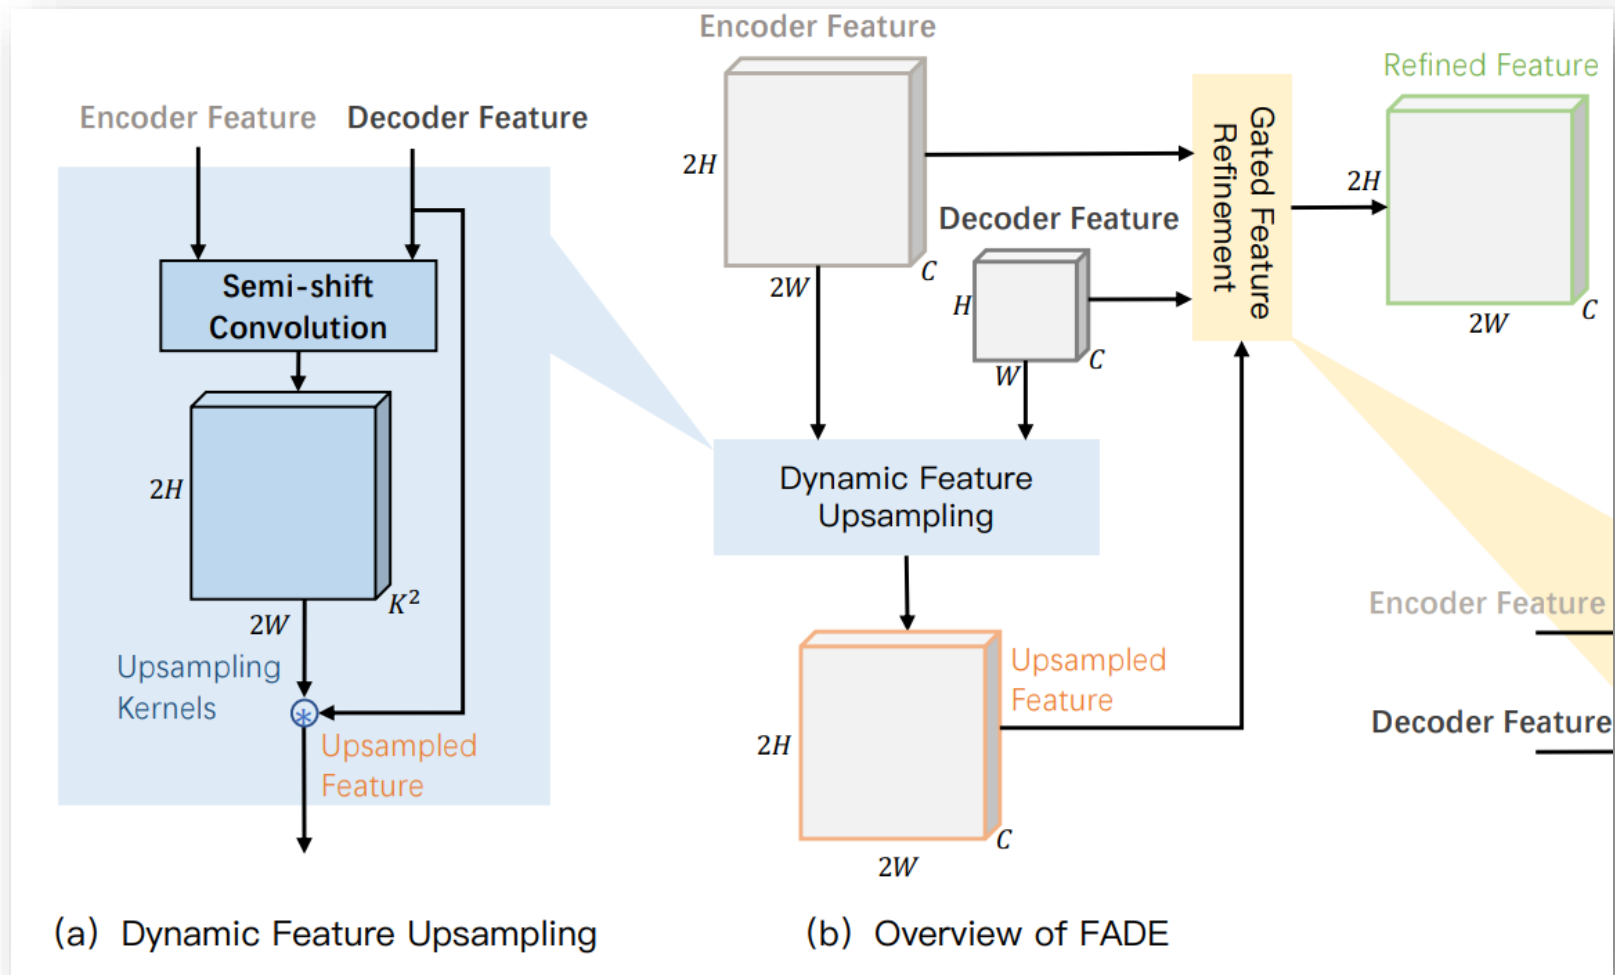 Encoder Feature
Decoder Feature
Semi-shift
Convolution
2H
2W
K²
Upsampling
Kernels
*
Upsampled
Feature
(a) Dynamic Feature Upsampling
Encoder Feature
2H
2W
C
Decoder Feature
H
W
C
Gated Feature
Refinement
Refined Feature
2H
2W
C
Dynamic Feature
Upsampling
Upsampled
Feature
2H
2W
C
Encoder Feature
Decoder Feature
(b) Overview of FADE